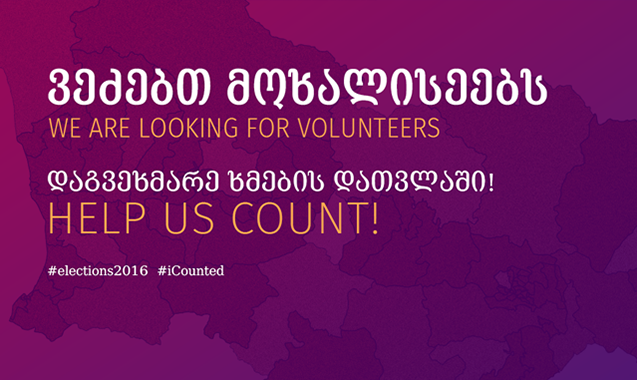 ვეძებთ მოხალისეებს
WE ARE LOOKING FOR VOLUNTEERS
დაგვეხმარე ხმების დათვლაში!
HELP US COUNT!
#elections2016 #iCounted